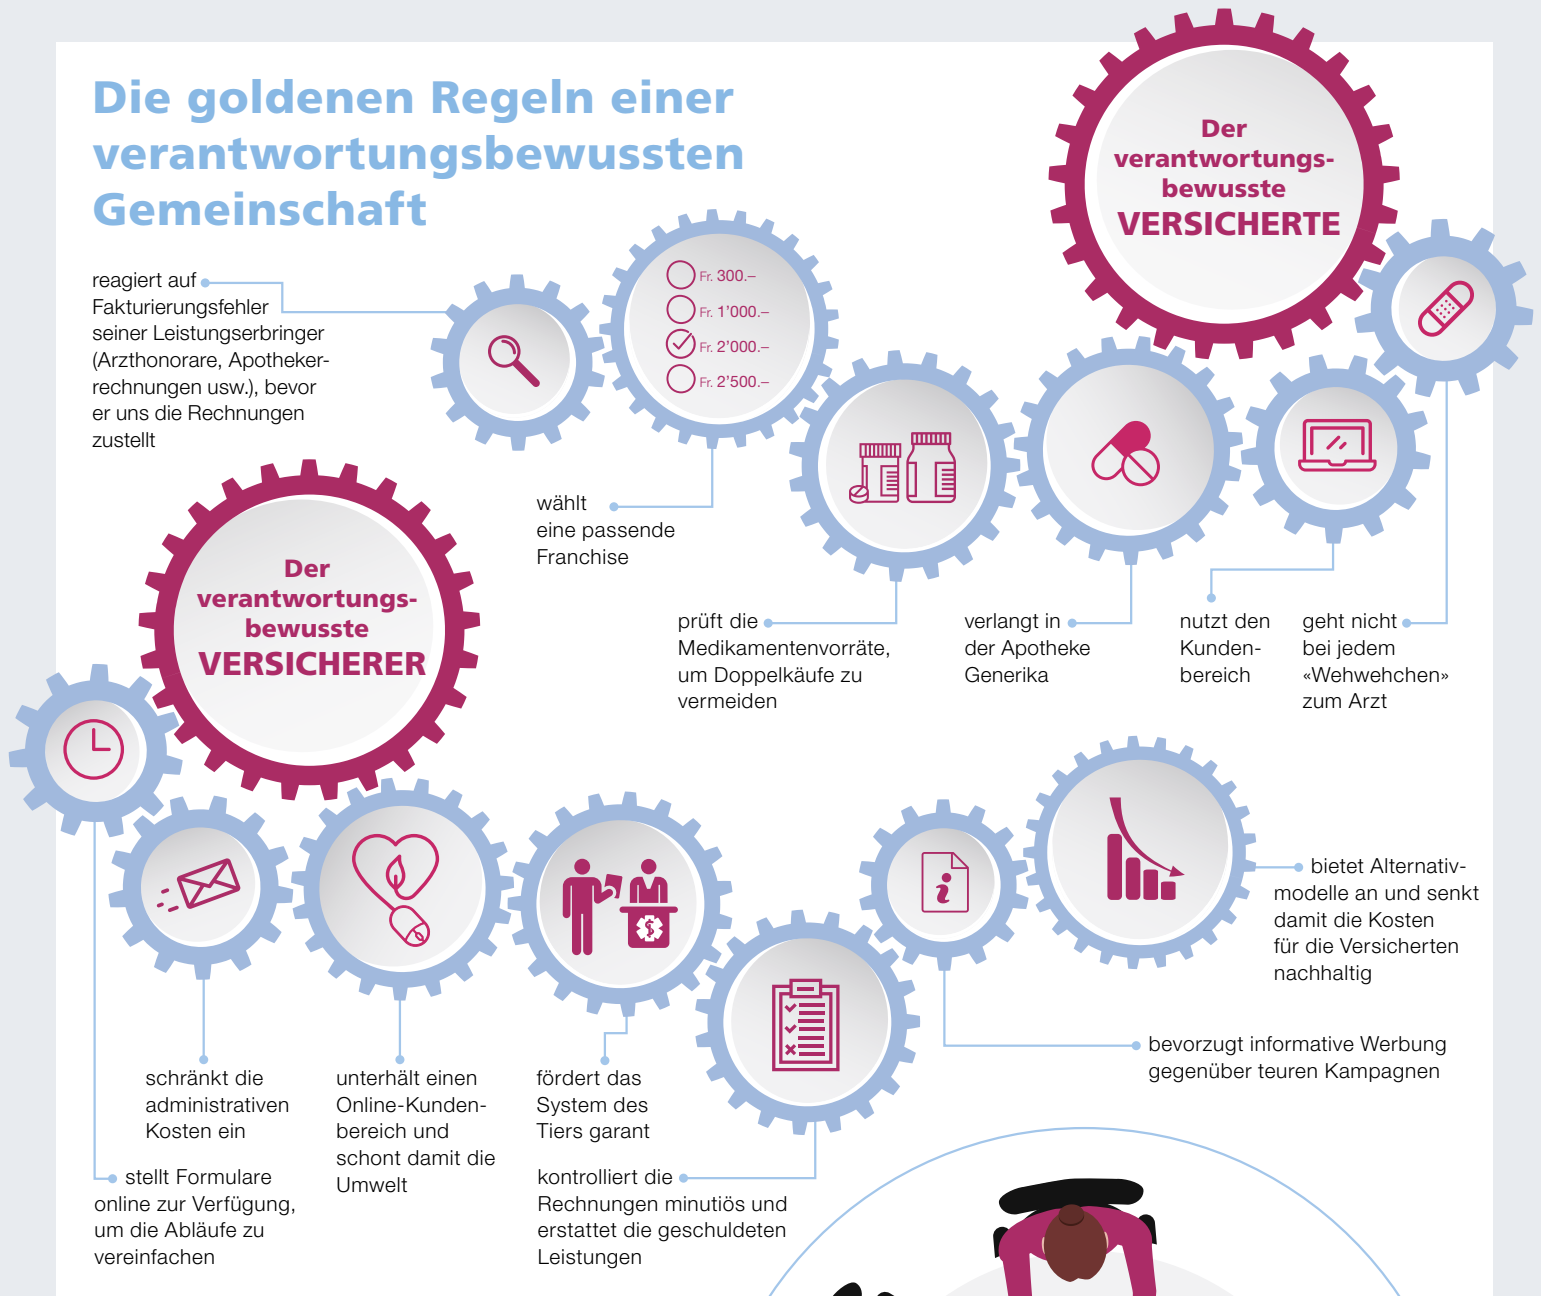 Die goldenen Regeln einer
verantwortungsbewussten
Gemeinschaft
Der
verantwortungs-
bewusste
VERSICHERTE
reagiert auf
Fakturierungsfehler
seiner Leistungserbringer
(Arzthonorare, Apotheker-
rechnungen usw.), bevor
er uns die Rechnungen
zustellt
Fr. 300.–
Fr. 1’000.–
Fr. 2’000.–
Fr. 2’500.–
wählt
eine passende
Franchise
prüft die
Medikamentenvorräte,
um Doppelkäufe zu
vermeiden
verlangt in
der Apotheke
Generika
nutzt den
Kunden-
bereich
geht nicht
bei jedem
«Wehwehchen»
zum Arzt
Der
verantwortungs-
bewusste
VERSICHERER
stellt Formulare
online zur Verfügung,
um die Abläufe zu
vereinfachen
schränkt die
administrativen
Kosten ein
unterhält einen
Online-Kunden-
bereich und
schont damit die
Umwelt
fördert das
System des
Tiers garant
kontrolliert die
Rechnungen minutiös und
erstattet die geschuldeten
Leistungen
i
bevorzugt informative Werbung
gegenüber teuren Kampagnen
bietet Alternativ-
modelle an und senkt
damit die Kosten
für die Versicherten
nachhaltig
$